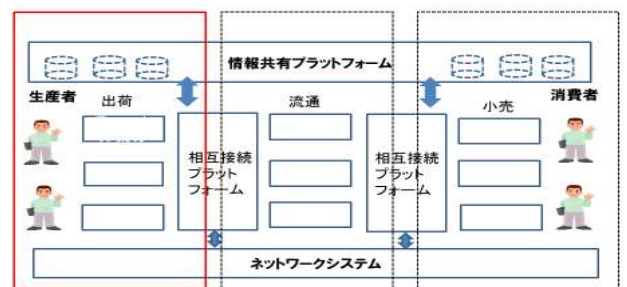 情報共有プラットフォーム
生産者
出荷
流通
小売
消費者
相互接続
プラット
フォーム
相互接続
プラット
フォーム
ネットワークシステム